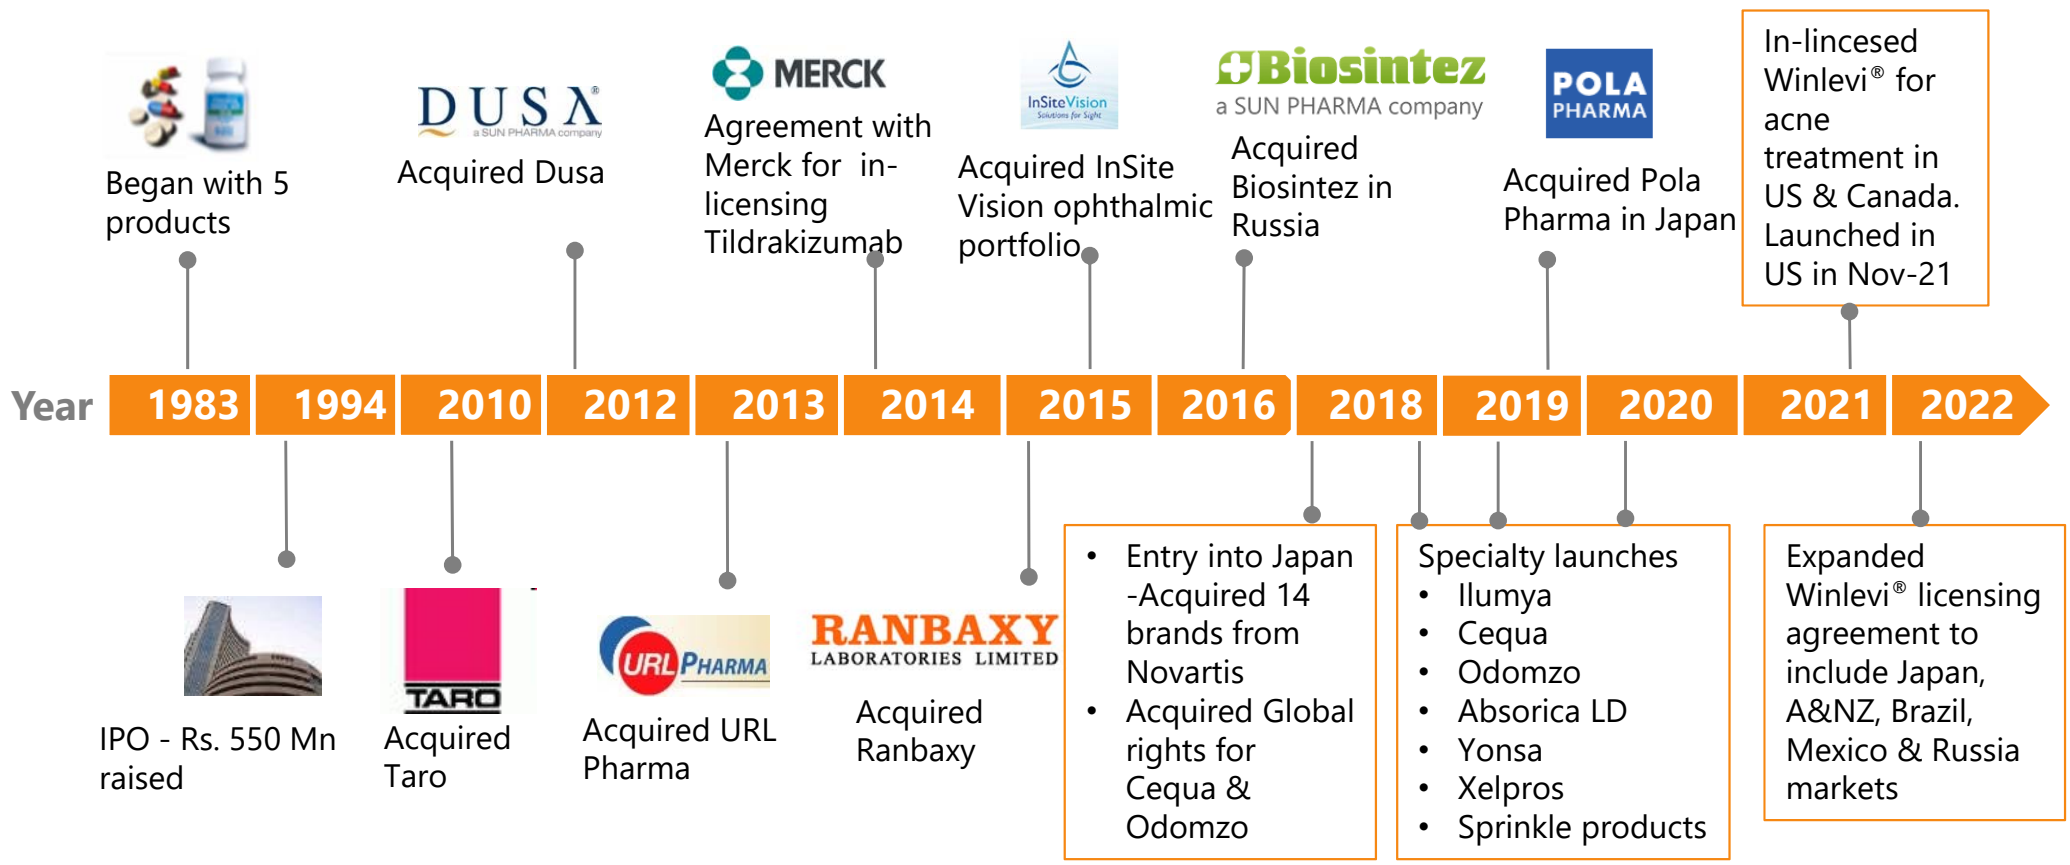 Began with 5
products
DUSA®
a SUN PHARMA company
Acquired Dusa
MERCK
Agreement with
Merck for in-
licensing
Tildrakizumab
InSiteVision
Solutions for Sight
Acquired InSite
Vision ophthalmic
portfolio
Biosintez
a SUN PHARMA company
Acquired
Biosintez in
Russia
POLA
PHARMA
Acquired Pola
Pharma in Japan
In-lincesed
Winlevi® for
acne
treatment in
US & Canada.
Launched in
US in Nov-21
Year 1983 1994 2010 2012 2013 2014 2015 2016 2018 2019 2020 2021 2022
IPO - Rs. 550 Mn
raised
TARO
Acquired
Taro
URL PHARMA
Acquired URL
Pharma
RANBAXY
LABORATORIES LIMITED
Acquired
Ranbaxy
• Entry into Japan
-Acquired 14
brands from
Novartis
• Acquired Global
rights for
Cequa &
Odomzo
Specialty launches
• Ilumya
• Cequa
• Odomzo
• Absorica LD
• Yonsa
• Xelpros
• Sprinkle products
Expanded
Winlevi® licensing
agreement to
include Japan,
A&NZ, Brazil,
Mexico & Russia
markets